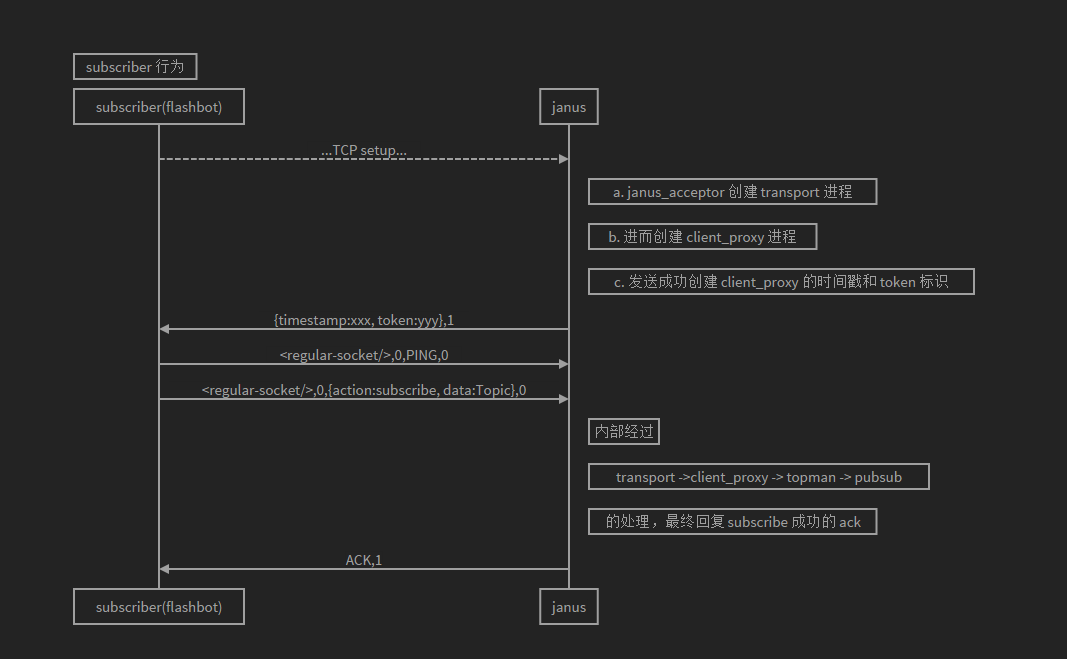 subscriber 行为
subscriber(flashbot)
janus
...TCP setup...
a. janus_acceptor 创建 transport 进程
b. 进而创建 client_proxy 进程
c. 发送成功创建 client_proxy 的时间戳和 token 标识
{timestamp:xxx, token:yyy},1
<regular-socket/>,0,PING,0
<regular-socket/>,0,{action:subscribe, data:Topic},0
内部经过
transport ->client_proxy -> topman -> pubsub
的处理，最终回复 subscribe 成功的 ack
ACK,1
subscriber(flashbot)
janus